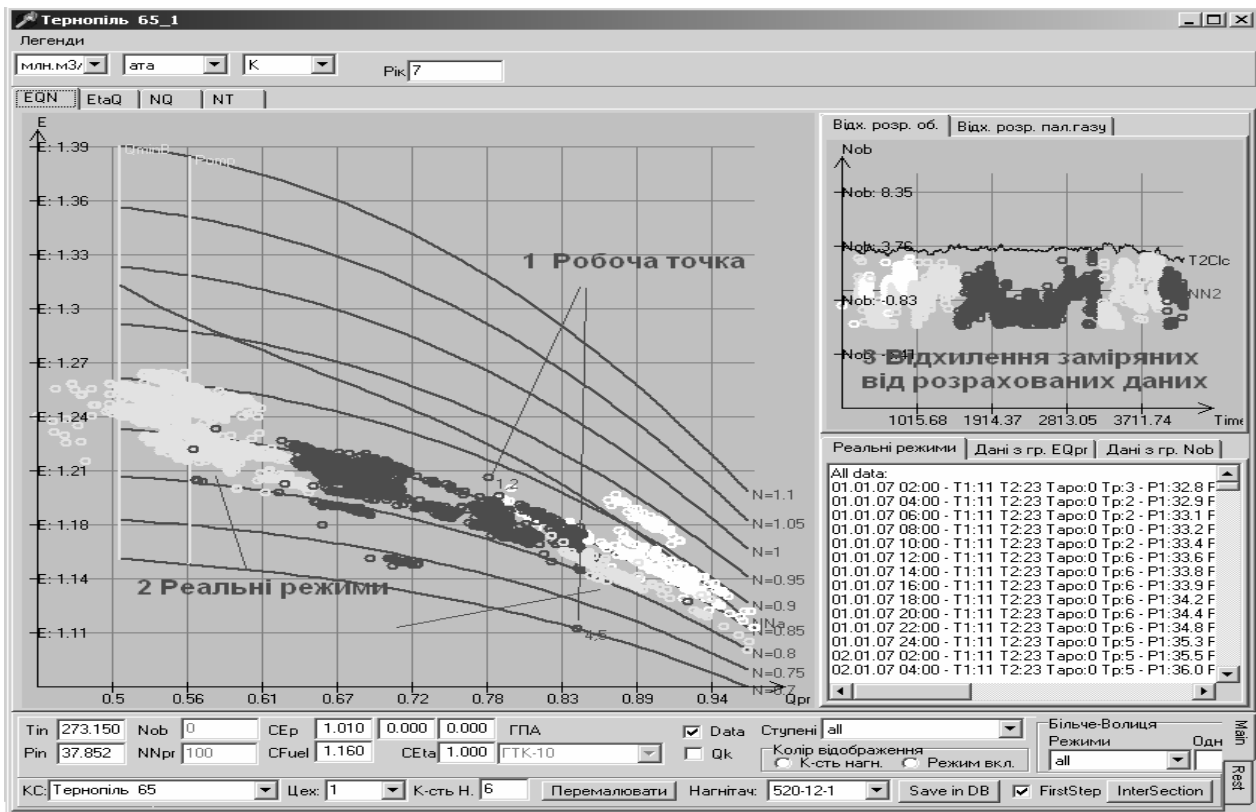 Тернопіль 65_1
Легенди
млн.м3/ ата К Рік 7
EQN EtaQ NQ NT
E
E: 1.39
E: 1.36
E: 1.33
E: 1.3
E: 1.27
E: 1.24
E: 1.21
E: 1.18
E: 1.14
E: 1.11
QminB
Pomp
1 Робоча точка
1,2
2 Реальні режими
4,5
N=1.1
N=1.05
N=1
N=0.95
N=0.9
NNa
N=0.85
N=0.8
N=0.75
N=0.7
0.5 0.56 0.61 0.67 0.72 0.78 0.83 0.89 0.94 Qpr
Відх. розр. об. Відх. розр. пал.газу
Nob
Nob: 8.35
Nob: 3.76
T2Clc
Nob: -0.83
NN2
3 Відхилення заміряних
від розрахованих даних
1015.68 1914.37 2813.05 3711.74 Time
Реальні режими Дані з гр. EQpr Дані з гр. Nob
All data:
01.01.07 02:00 - T1:11 T2:23 Tapo:0 Tp:3 - P1:32.8 F
01.01.07 04:00 - T1:11 T2:23 Tapo:0 Tp:2 - P1:32.9 F
01.01.07 06:00 - T1:11 T2:23 Tapo:0 Tp:2 - P1:33.1 F
01.01.07 08:00 - T1:11 T2:23 Tapo:0 Tp:0 - P1:33.2 F
01.01.07 10:00 - T1:11 T2:23 Tapo:0 Tp:2 - P1:33.4 F
01.01.07 12:00 - T1:11 T2:23 Tapo:0 Tp:6 - P1:33.6 F
01.01.07 14:00 - T1:11 T2:23 Tapo:0 Tp:6 - P1:33.8 F
01.01.07 16:00 - T1:11 T2:23 Tapo:0 Tp:6 - P1:33.9 F
01.01.07 18:00 - T1:11 T2:23 Tapo:0 Tp:6 - P1:34.2 F
01.01.07 20:00 - T1:11 T2:23 Tapo:0 Tp:6 - P1:34.4 F
01.01.07 22:00 - T1:11 T2:23 Tapo:0 Tp:6 - P1:34.8 F
01.01.07 24:00 - T1:11 T2:23 Tapo:0 Tp:5 - P1:35.3 F
02.01.07 02:00 - T1:11 T2:23 Tapo:0 Tp:5 - P1:35.5 F
02.01.07 04:00 - T1:11 T2:23 Tapo:0 Tp:5 - P1:36.0 F
Tin 273.150 Nob 0 CEp 1.010 0.000 0.000 ГПА Data Ступені all
Більче-Волиця
Pin 37.852 NNpr 100 CFuel 1.160 CEta 1.000 ГТК-10 Qk
Колір відображення
К-сть нагн. Режим вкл.
Режими Одн
all
Main
Rest
КС: Тернопіль 65 Цех: 1 К-сть Н. 6 Перемалювати Нагнітач: 520-12-1 Save in DB FirstStep InterSection